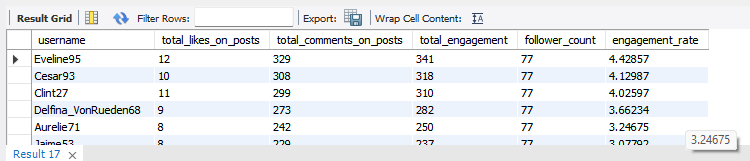 Result Grid Filter Rows: Export: Wrap Cell Content:
username total_likes_on_posts total_comments_on_posts total_engagement follower_count engagement_rate
Eveline95 12 329 341 77 4.42857
Cesar93 10 308 318 77 4.12987
Clint27 11 299 310 77 4.02597
Delfina_VonRueden68 9 273 282 77 3.66234
Aurelie71 8 242 250 77 3.24675
Jaime53 8 229 237 77 3.07792
3.24675
Result 17